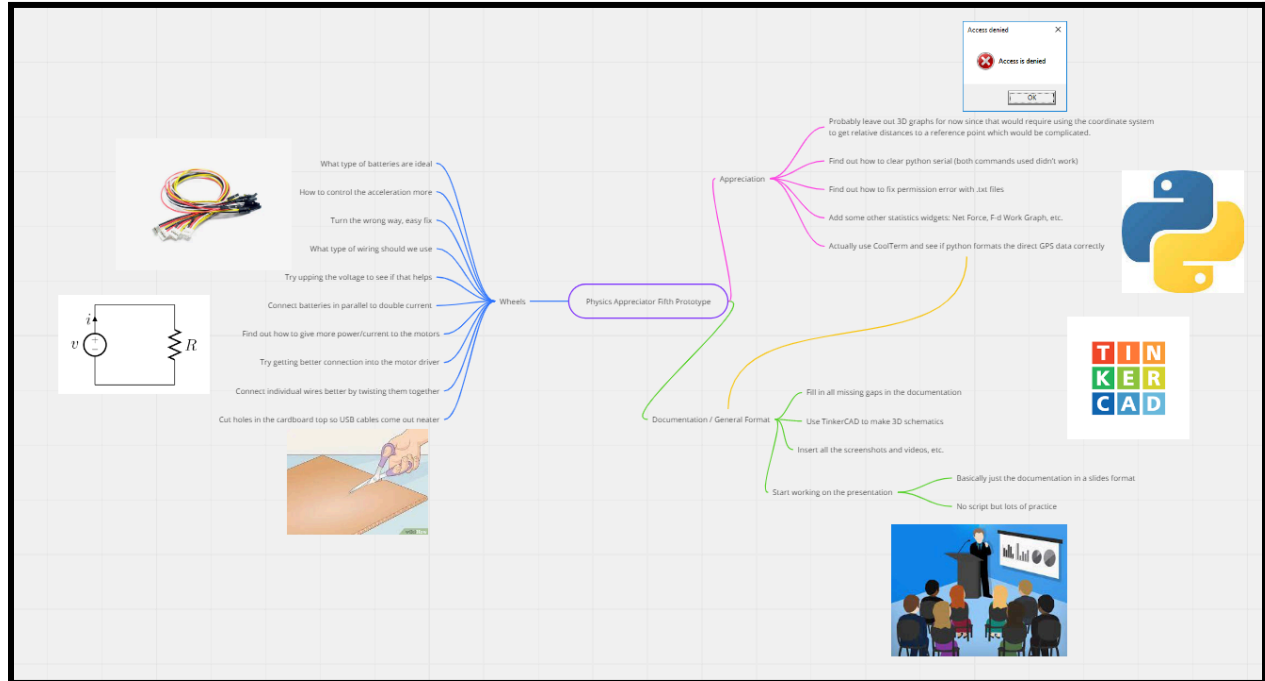 Access denied
Access is denied
OK
Probably leave out 3D graphs for now since that would require using the coordinate system
to get relative distances to a reference point which would be complicated.
Find out how to clear python serial (both commands used didn't work)
Appreciation
Find out how to fix permission error with .txt files
Add some other statistics widgets: Net Force, F-d Work Graph, etc.
Actually use CoolTerm and see if python formats the direct GPS data correctly
What type of batteries are ideal
How to control the acceleration more
Turn the wrong way, easy fix
What type of wiring should we use
Try upping the voltage to see if that helps
Wheels
Physics Appreciator Fifth Prototype
Connect batteries in parallel to double current
Find out how to give more power/current to the motors
Try getting better connection into the motor driver
Connect individual wires better by twisting them together
Cut holes in the cardboard top so USB cables come out neater
i
v
+
−
R
TIN
KER
CAD
Documentation / General Format
Fill in all missing gaps in the documentation
Use TinkerCAD to make 3D schematics
Insert all the screenshots and videos, etc.
Start working on the presentation
Basically just the documentation in a slides format
No script but lots of practice
wikiHow